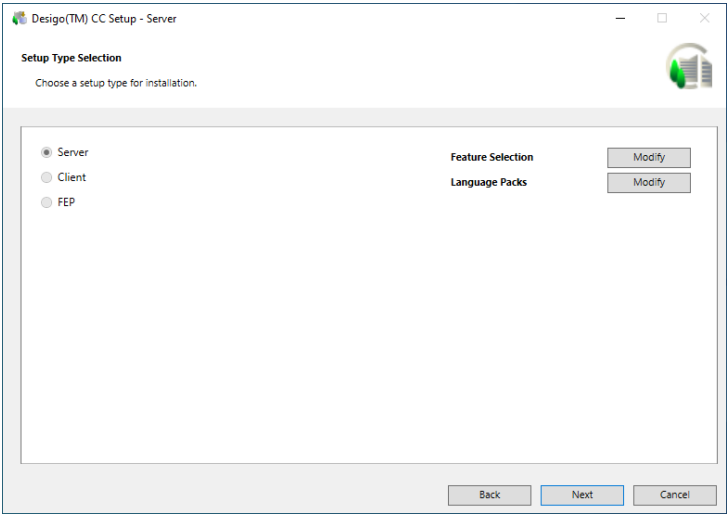 Desigo(TM) CC Setup - Server
Setup Type Selection
Choose a setup type for installation.
Server
Feature Selection
Modify
Client
Language Packs
Modify
FEP
Back
Next
Cancel